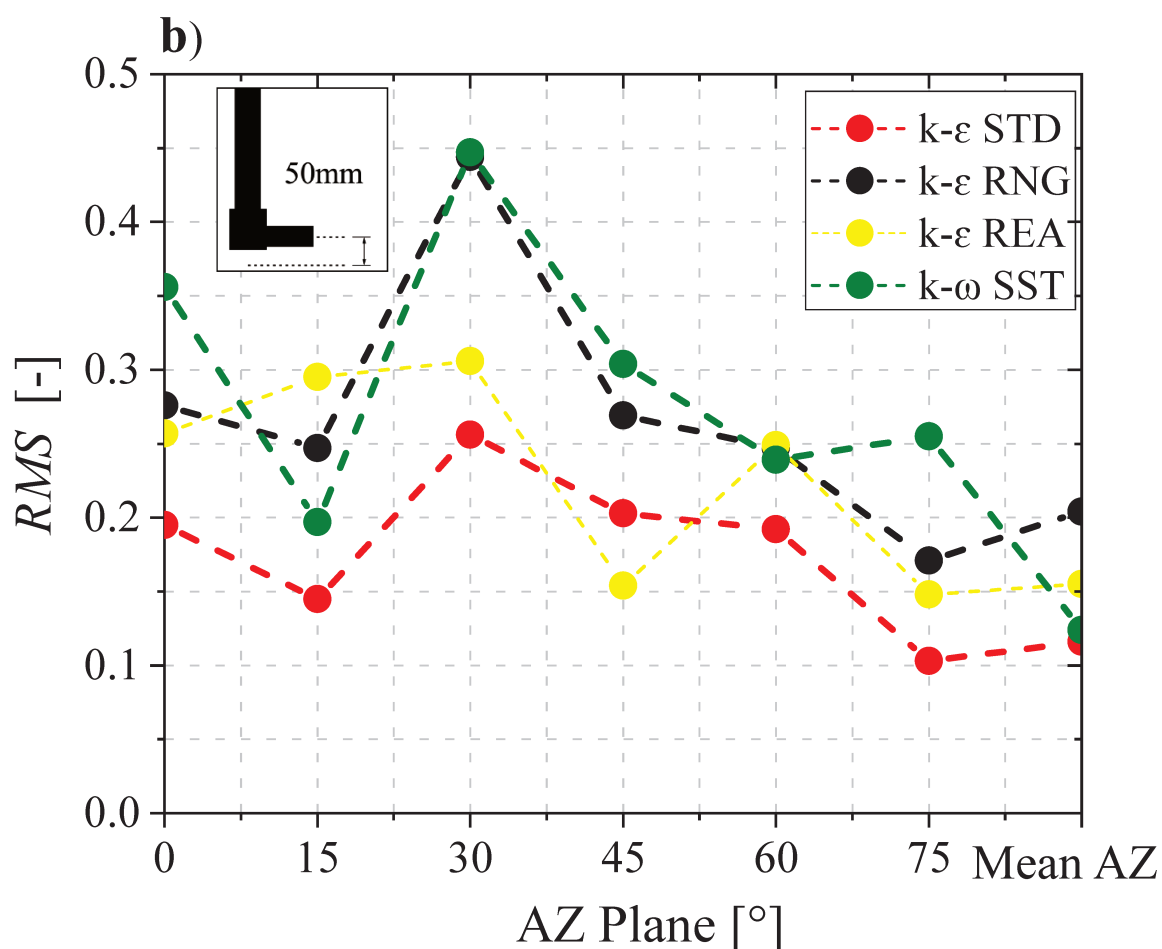 b)
0.5
0.4
0.3
0.2
0.1
0.0
RMS [-]
50mm
k-ε STD
k-ε RNG
k-ε REA
k-ω SST
0 15 30 45 60 75 Mean AZ
AZ Plane [°]